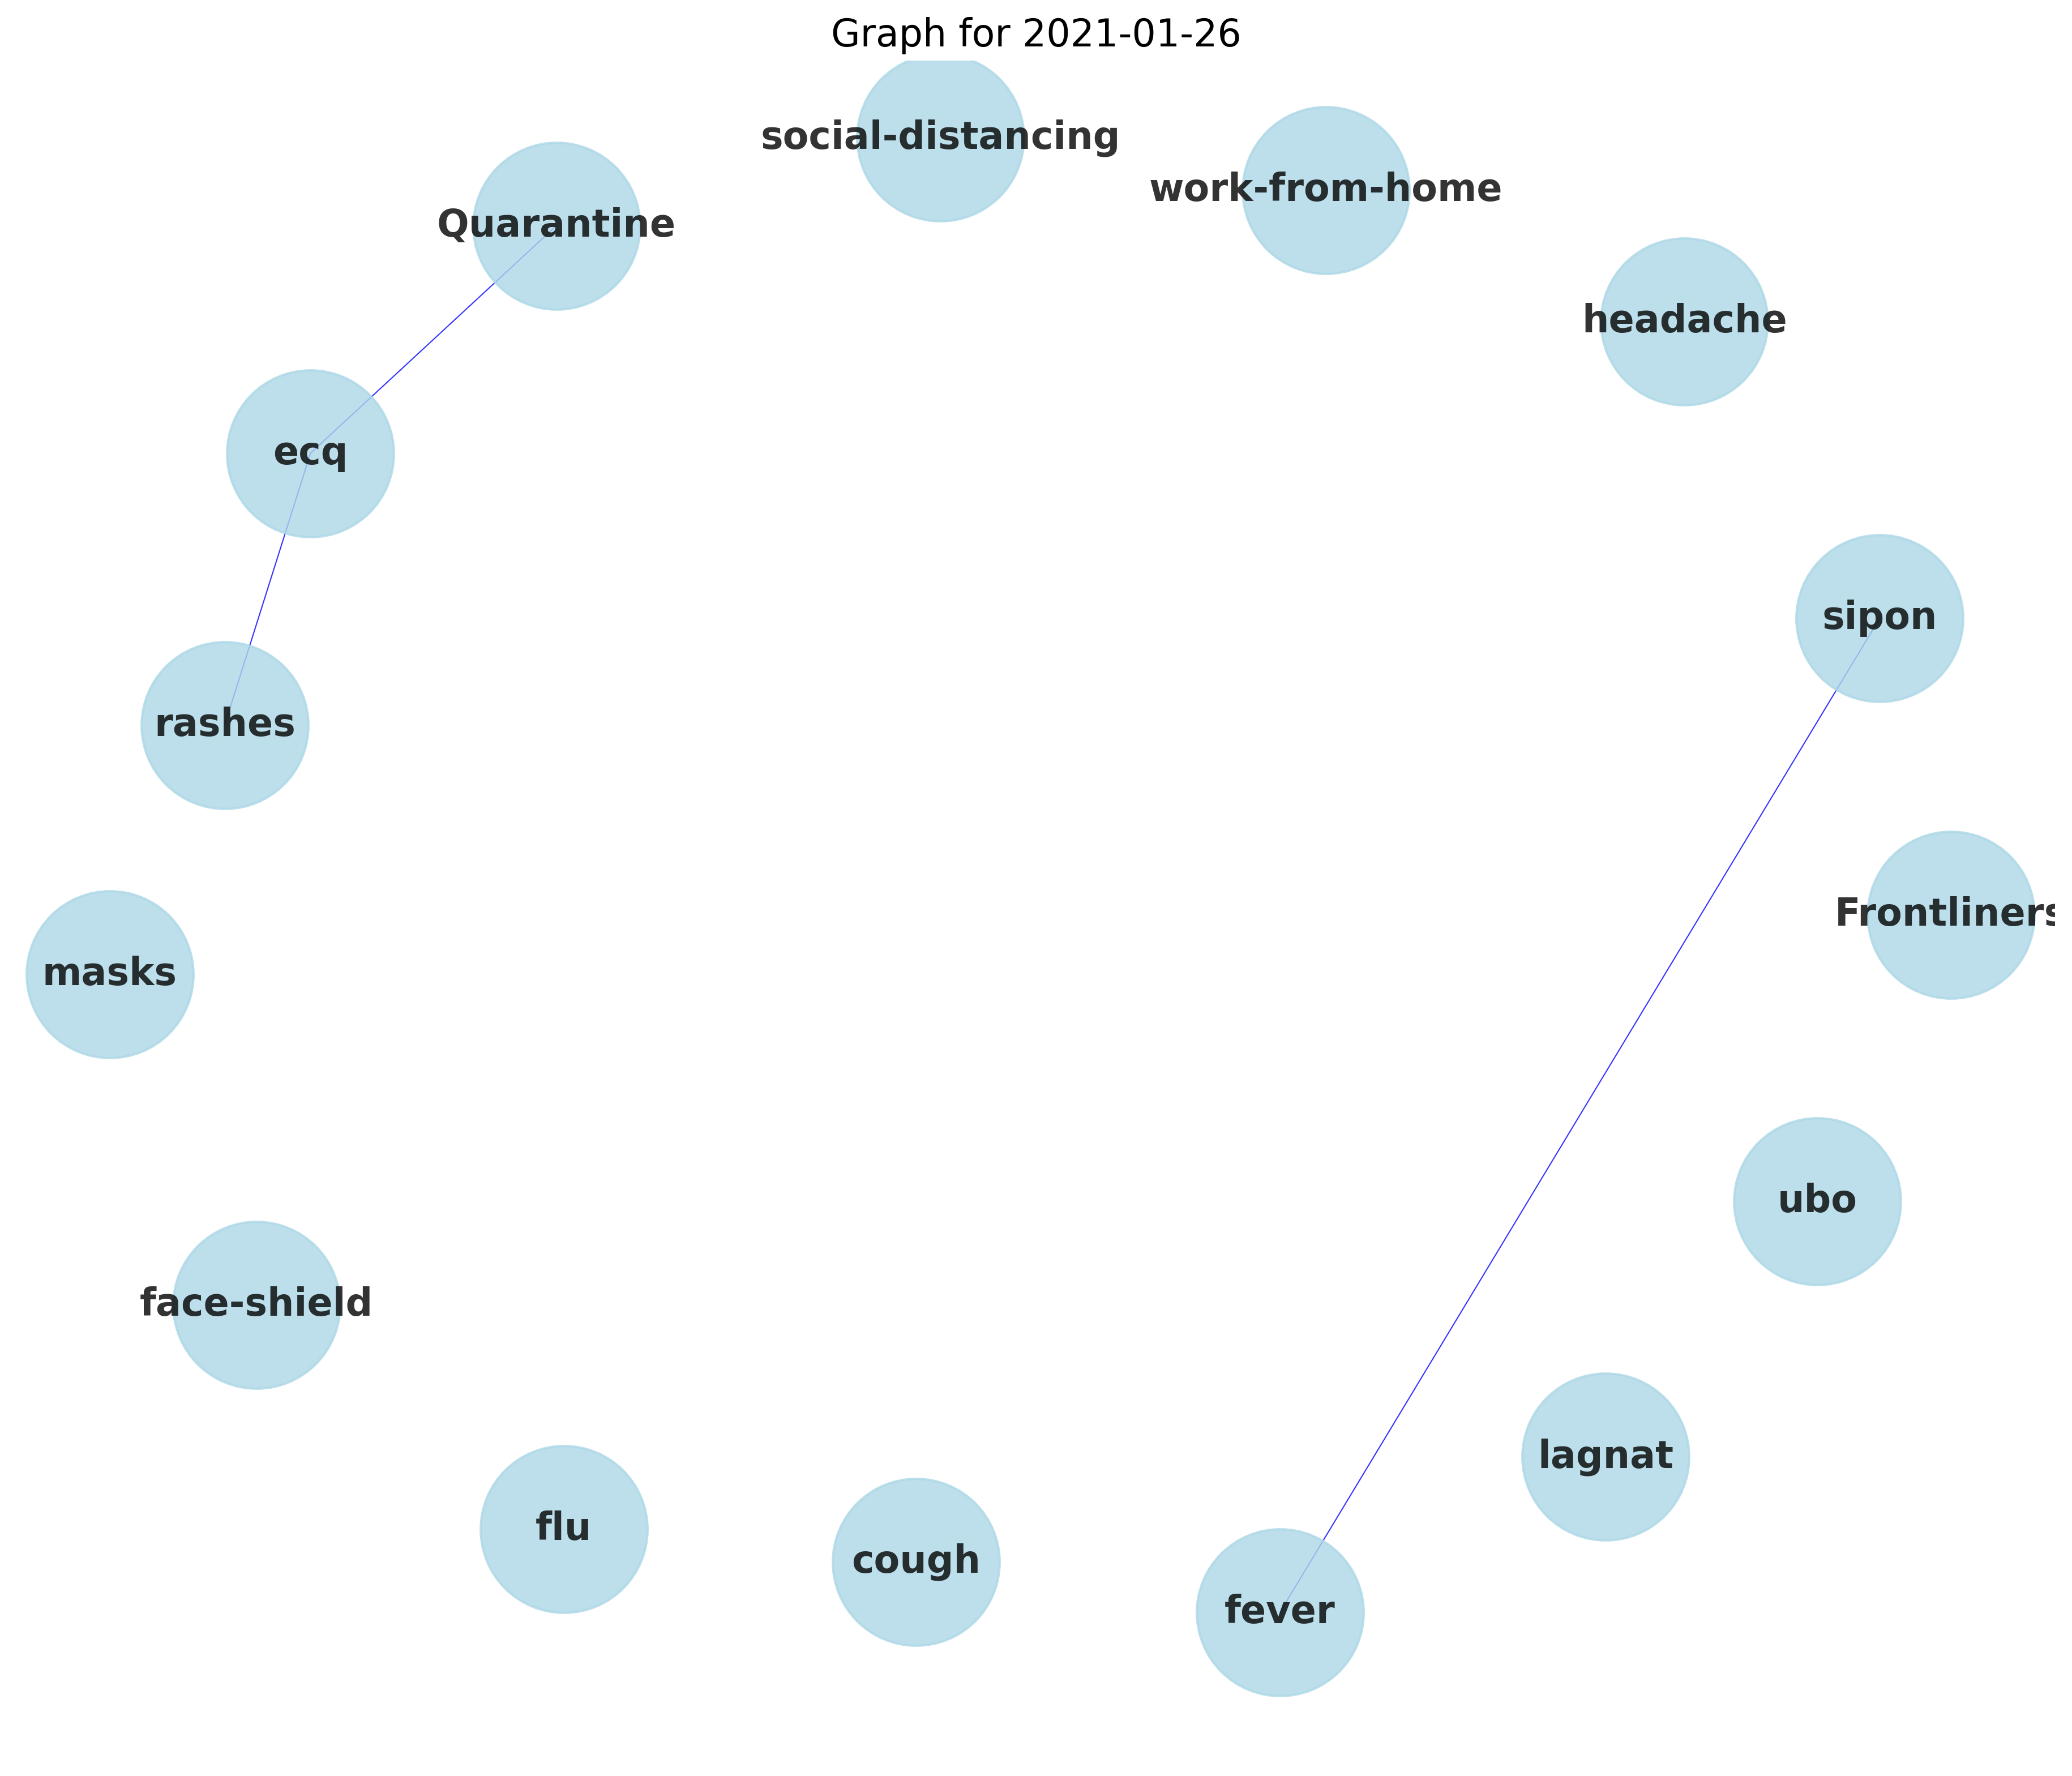 Graph for 2021-01-26
social-distancing
work-from-home
Quarantine
headache
ecq
sipon
rashes
Frontliners
masks
ubo
face-shield
lagnat
flu
cough
fever